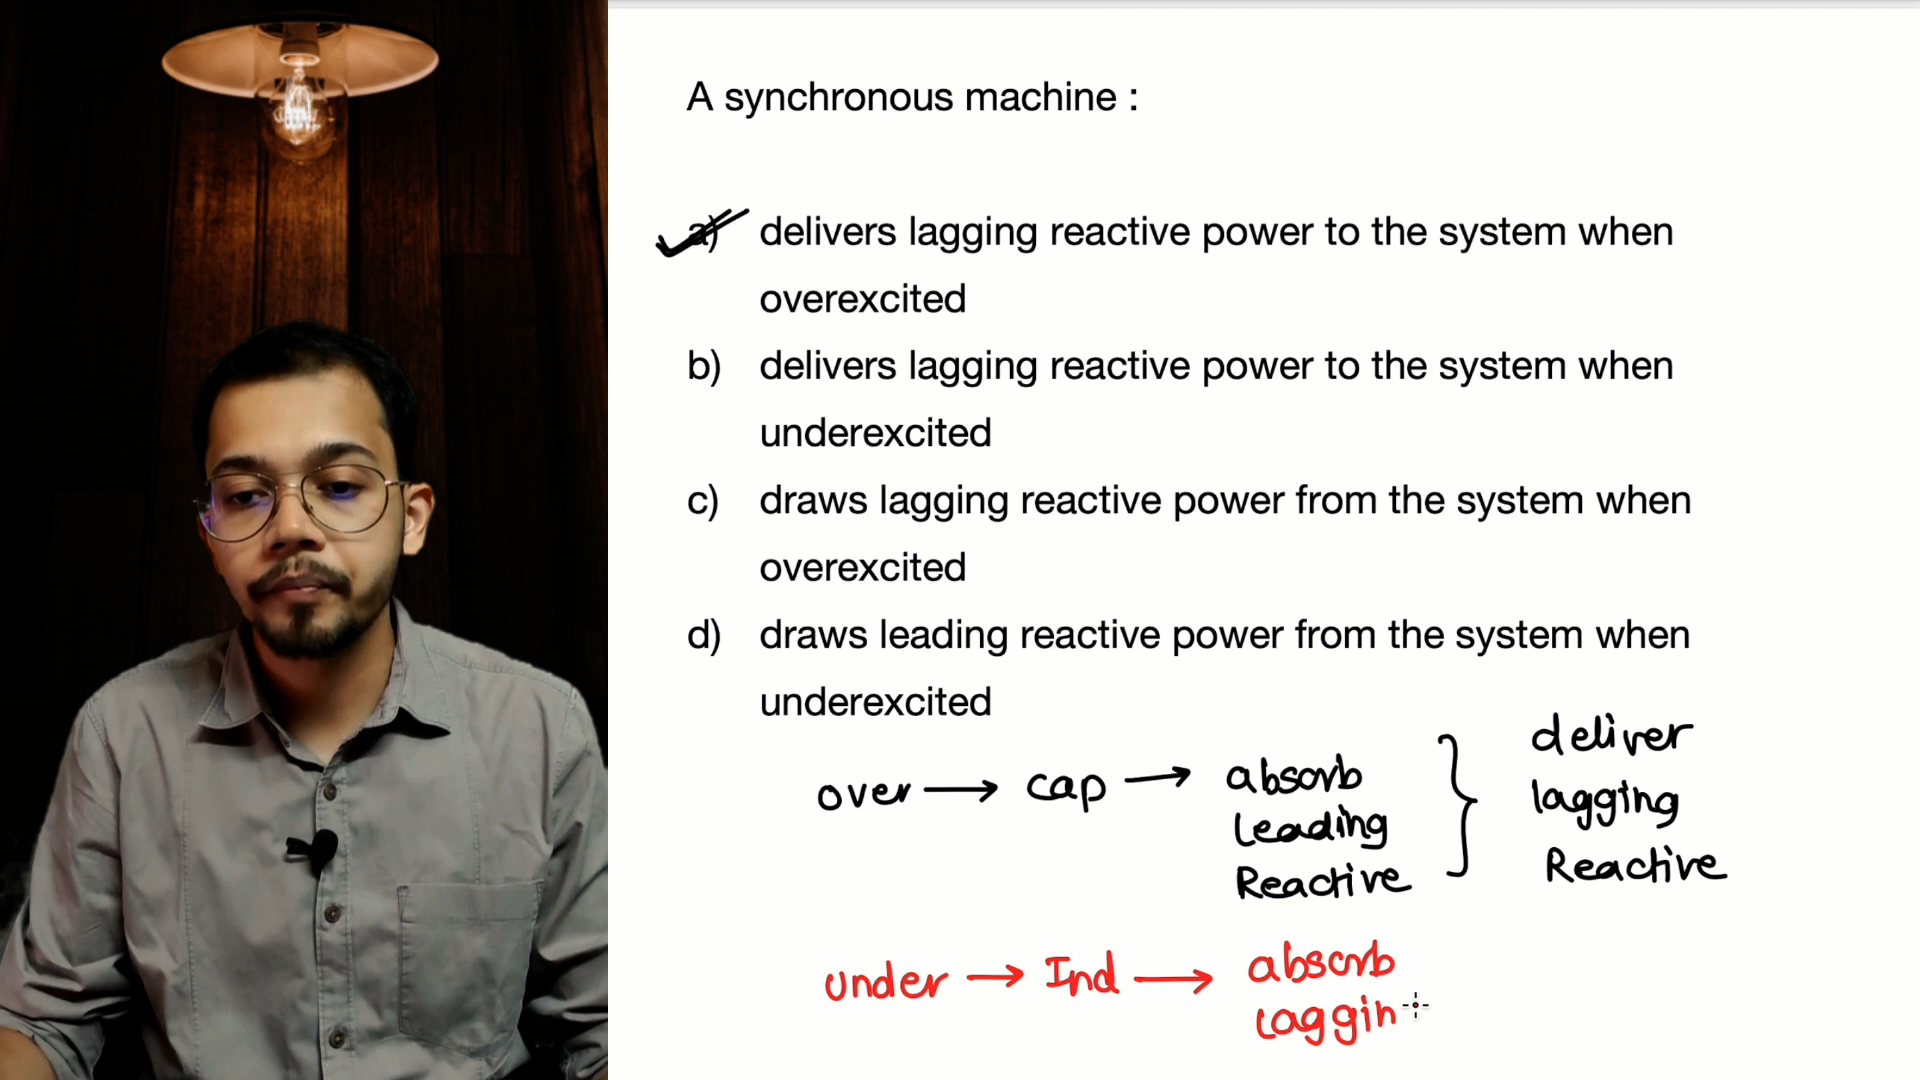 A synchronous machine :
a) delivers lagging reactive power to the system when
overexcited
b) delivers lagging reactive power to the system when
underexcited
c) draws lagging reactive power from the system when
overexcited
d) draws leading reactive power from the system when
underexcited
over → cap → absorb
Leading
Reactive
} deliver
lagging
Reactive
under → Ind → absorb
laggin